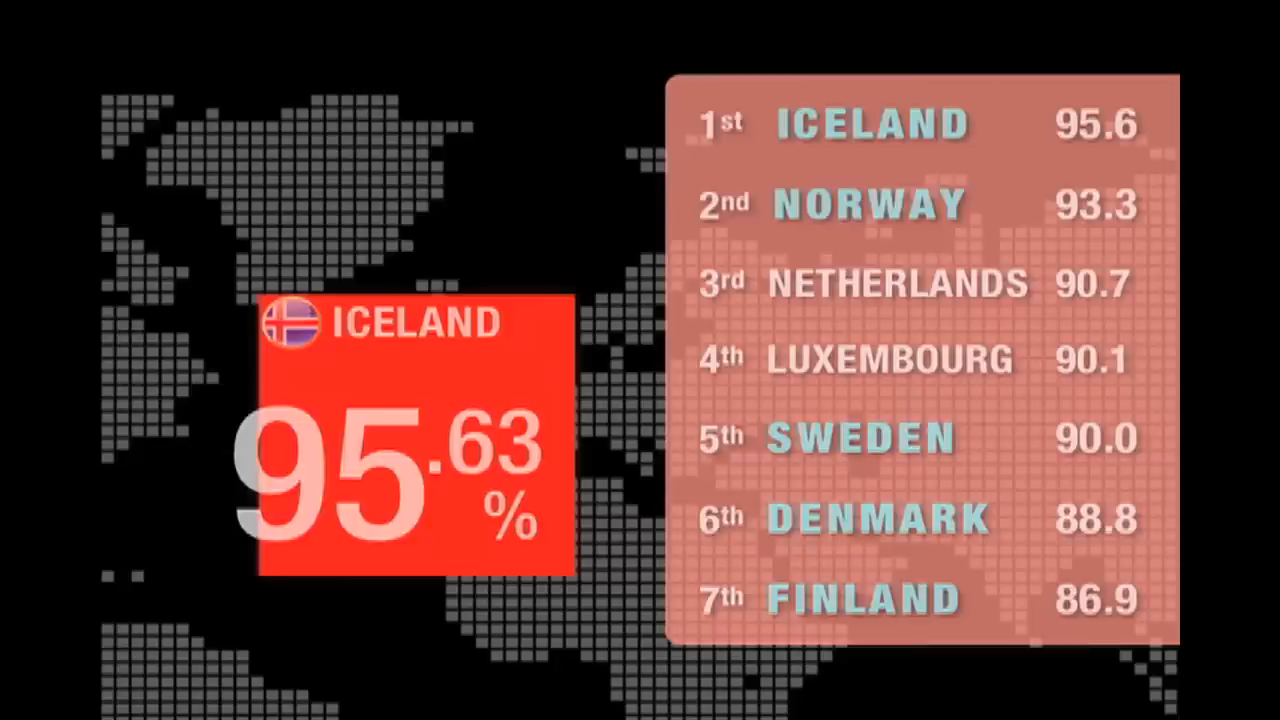 ICELAND
95.63
%
1st ICELAND 95.6
2nd NORWAY 93.3
3rd NETHERLANDS 90.7
4th LUXEMBOURG 90.1
5th SWEDEN 90.0
6th DENMARK 88.8
7th FINLAND 86.9